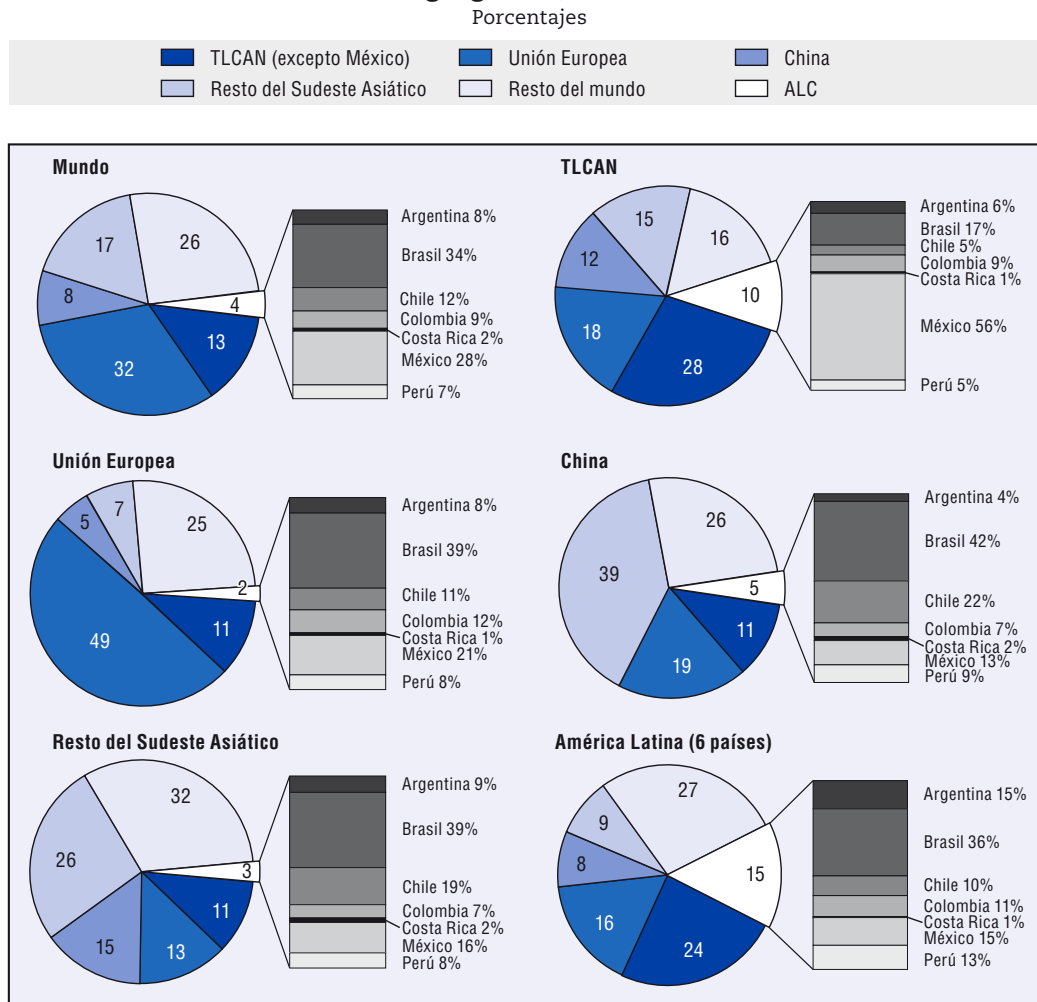 Porcentajes
TLCAN (excepto México)
Unión Europea
China
Resto del Sudeste Asiático
Resto del mundo
ALC
Mundo
17
26
8
4
13
32
Argentina 8%
Brasil 34%
Chile 12%
Colombia 9%
Costa Rica 2%
México 28%
Perú 7%
TLCAN
15
16
12
10
18
28
Argentina 6%
Brasil 17%
Chile 5%
Colombia 9%
Costa Rica 1%
México 56%
Perú 5%
Unión Europea
7
5
25
2
11
49
Argentina 8%
Brasil 39%
Chile 11%
Colombia 12%
Costa Rica 1%
México 21%
Perú 8%
China
26
39
5
11
19
Argentina 4%
Brasil 42%
Chile 22%
Colombia 7%
Costa Rica 2%
México 13%
Perú 9%
Resto del Sudeste Asiático
32
26
3
11
15
13
Argentina 9%
Brasil 39%
Chile 19%
Colombia 7%
Costa Rica 2%
México 16%
Perú 8%
América Latina (6 países)
27
9
8
15
16
24
Argentina 15%
Brasil 36%
Chile 10%
Colombia 11%
Costa Rica 1%
México 15%
Perú 13%